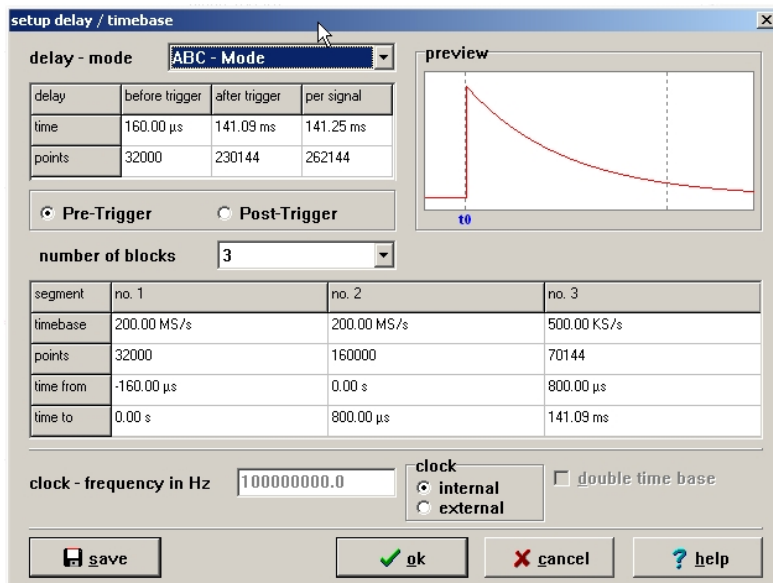 setup delay / timebase
delay - mode ABC - Mode
preview
delay before trigger after trigger per signal
time 160.00 µs 141.09 ms 141.25 ms
points 32000 230144 262144
t0
Pre-Trigger Post-Trigger
number of blocks 3
segment no. 1 no. 2 no. 3
timebase 200.00 MS/s 200.00 MS/s 500.00 KS/s
points 32000 160000 70144
time from -160.00 µs 0.00 s 800.00 µs
time to 0.00 s 800.00 µs 141.09 ms
clock - frequency in Hz 100000000.0
clock
internal
external
double time base
save ok cancel help